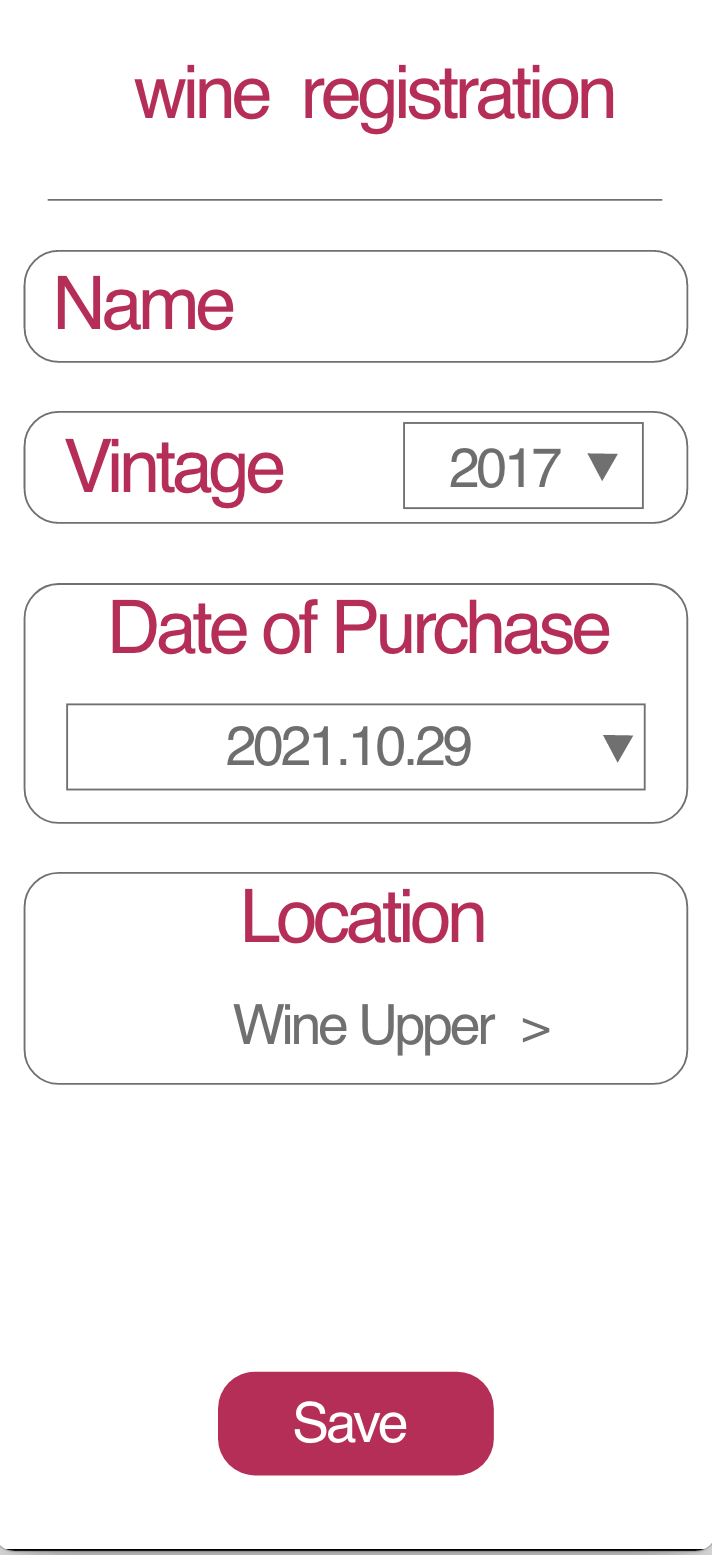 wine registration
Name
Vintage 2017 ▼
Date of Purchase
2021.10.29 ▼
Location
Wine Upper >
Save